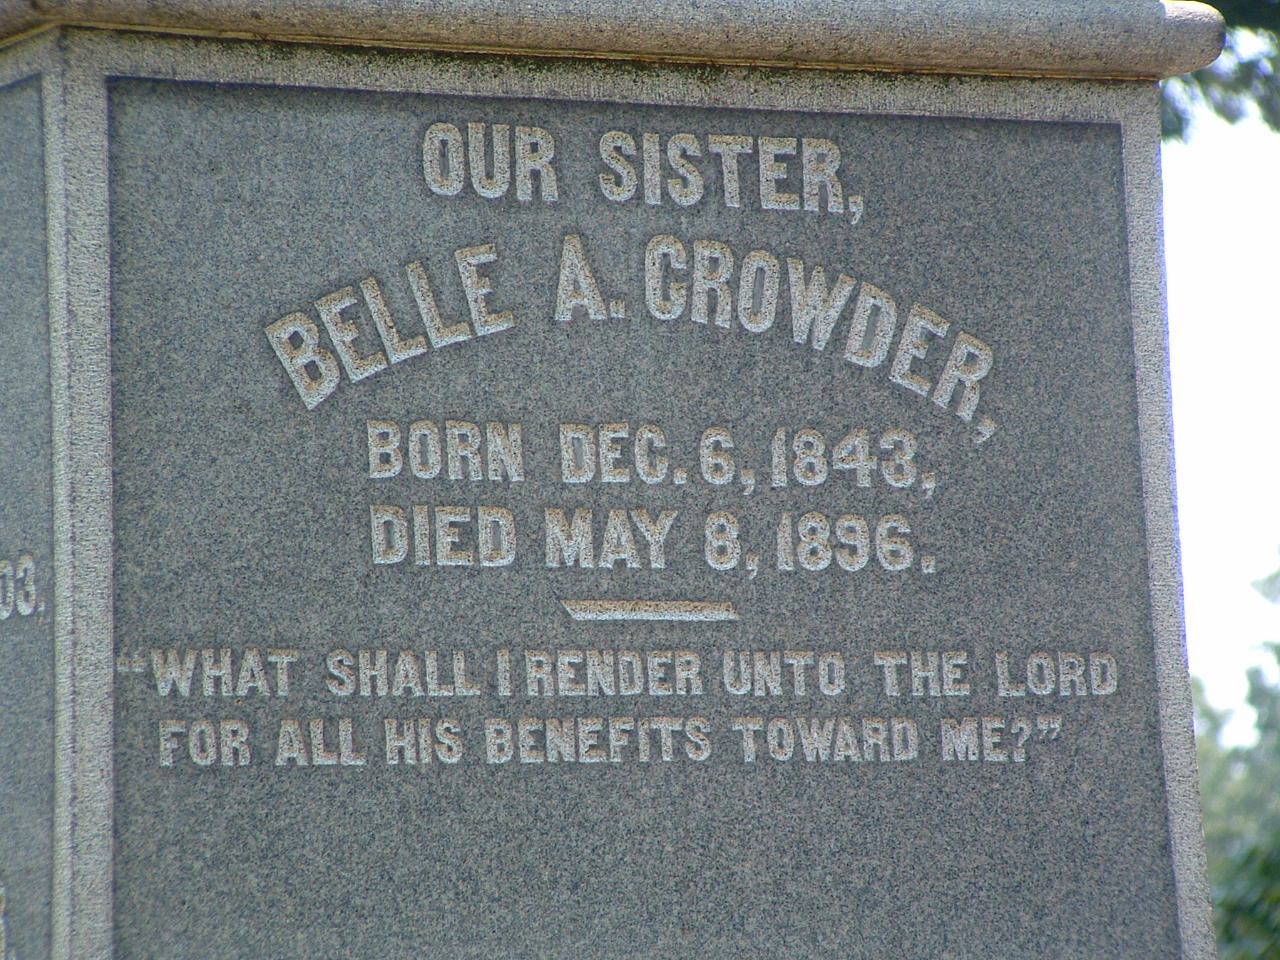 OUR SISTER,
BELLE A. CROWDER,
BORN DEC. 6, 1843,
DIED MAY 8, 1896.
"WHAT SHALL I RENDER UNTO THE LORD
FOR ALL HIS BENEFITS TOWARD ME?"
03.